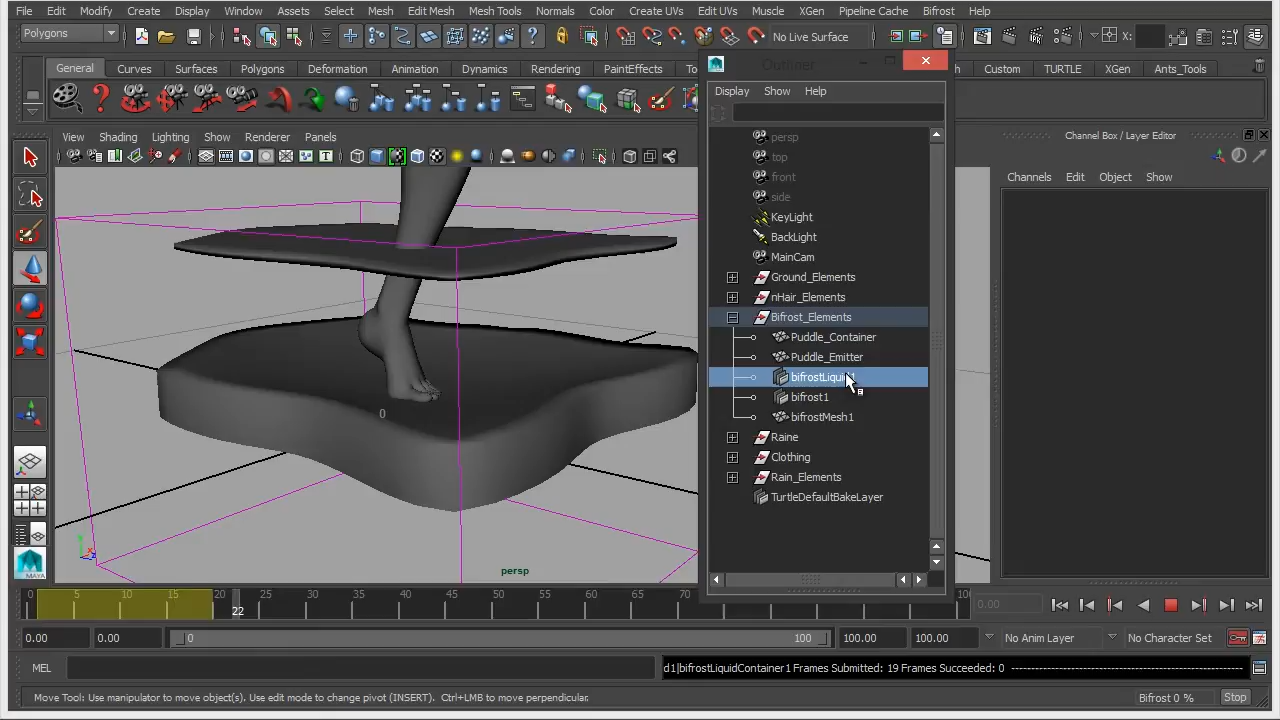 File Edit Modify Create Display Window Assets Select Mesh Edit Mesh Mesh Tools Normals Color Create UVs Edit UVs Muscle XGen Pipeline Cache Bifrost Help
Polygons No Live Surface X:
General Curves Surfaces Polygons Deformation Animation Dynamics Rendering PaintEffects To Custom TURTLE XGen Ants_Tools
Outliner
Display Show Help
View Shading Lighting Show Renderer Panels
Channel Box / Layer Editor
Channels Edit Object Show
persp
top
front
side
KeyLight
BackLight
MainCam
Ground_Elements
nHair_Elements
Bifrost_Elements
Puddle_Container
Puddle_Emitter
bifrostLiquid1
bifrost1
bifrostMesh1
Raine
Clothing
Rain_Elements
TurtleDefaultBakeLayer
0
persp
MAYA
0 5 10 15 20 25 30 35 40 45 50 55 60 65 70 100
22
0.00
0.00 0.00 0 100 100.00 100.00 No Anim Layer No Character Set
MEL d1|bifrostLiquidContainer1 Frames Submitted: 19 Frames Succeeded: 0
Move Tool: Use manipulator to move object(s). Use edit mode to change pivot (INSERT). Ctrl+LMB to move perpendicular. Bifrost 0 % Stop